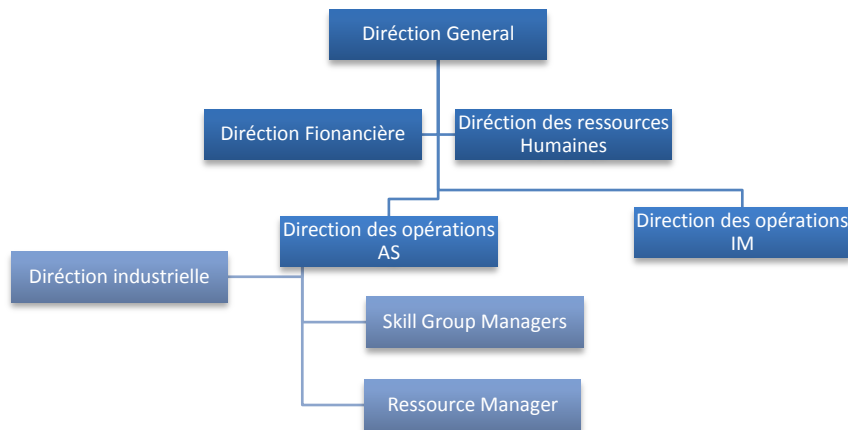 Diréction General
Diréction Fionancière
Diréction des ressources
Humaines
Direction des opérations
AS
Direction des opérations
IM
Diréction industrielle
Skill Group Managers
Ressource Manager